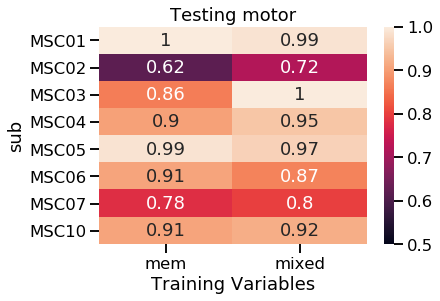 Testing motor
MSC01 1 0.99
MSC02 0.62 0.72
MSC03 0.86 1
MSC04 0.9 0.95
MSC05 0.99 0.97
MSC06 0.91 0.87
MSC07 0.78 0.8
MSC10 0.91 0.92
sub
mem mixed
Training Variables
1.0
0.9
0.8
0.7
0.6
0.5